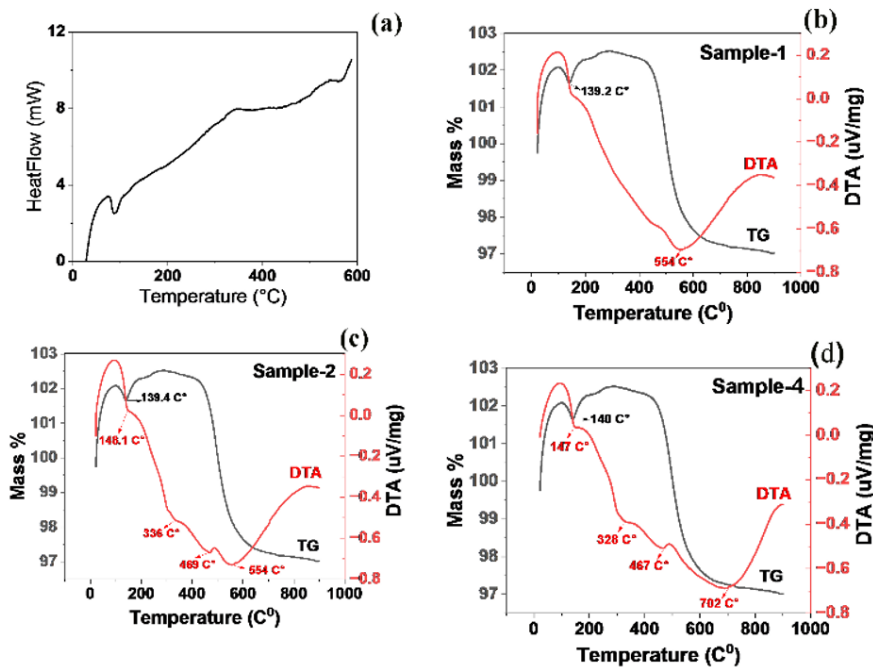 (a)
12
8
4
0
HeatFlow (mW)
0
200
400
600
Temperature (°C)
(b)
Sample-1
103
102
101
100
99
98
97
Mass %
139.2 C°
554 C°
DTA
TG
0.2
0.0
−0.2
−0.4
−0.6
−0.8
DTA (uV/mg)
0
200
400
600
800
1000
Temperature (C⁰)
(c)
Sample-2
103
102
101
100
99
98
97
Mass %
139.4 C°
148.1 C°
336 C°
469 C°
554 C°
DTA
TG
0.2
0.0
−0.2
−0.4
−0.6
−0.8
DTA (uV/mg)
0
200
400
600
800
1000
Temperature (C⁰)
(d)
Sample-4
103
102
101
100
99
98
97
Mass %
140 C°
147 C°
328 C°
467 C°
702 C°
DTA
TG
0.2
0.0
−0.2
−0.4
−0.6
−0.8
DTA (uV/mg)
0
200
400
600
800
1000
Temperature (C⁰)